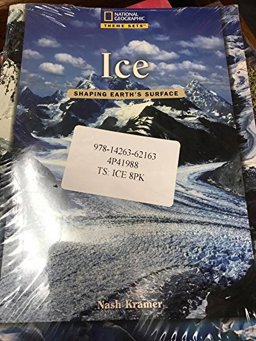 NATIONAL
GEOGRAPHIC
THEME SETS
Ice
SHAPING EARTH'S SURFACE
978-14263-62163
4P41988
TS: ICE 8PK
Nash Kramer